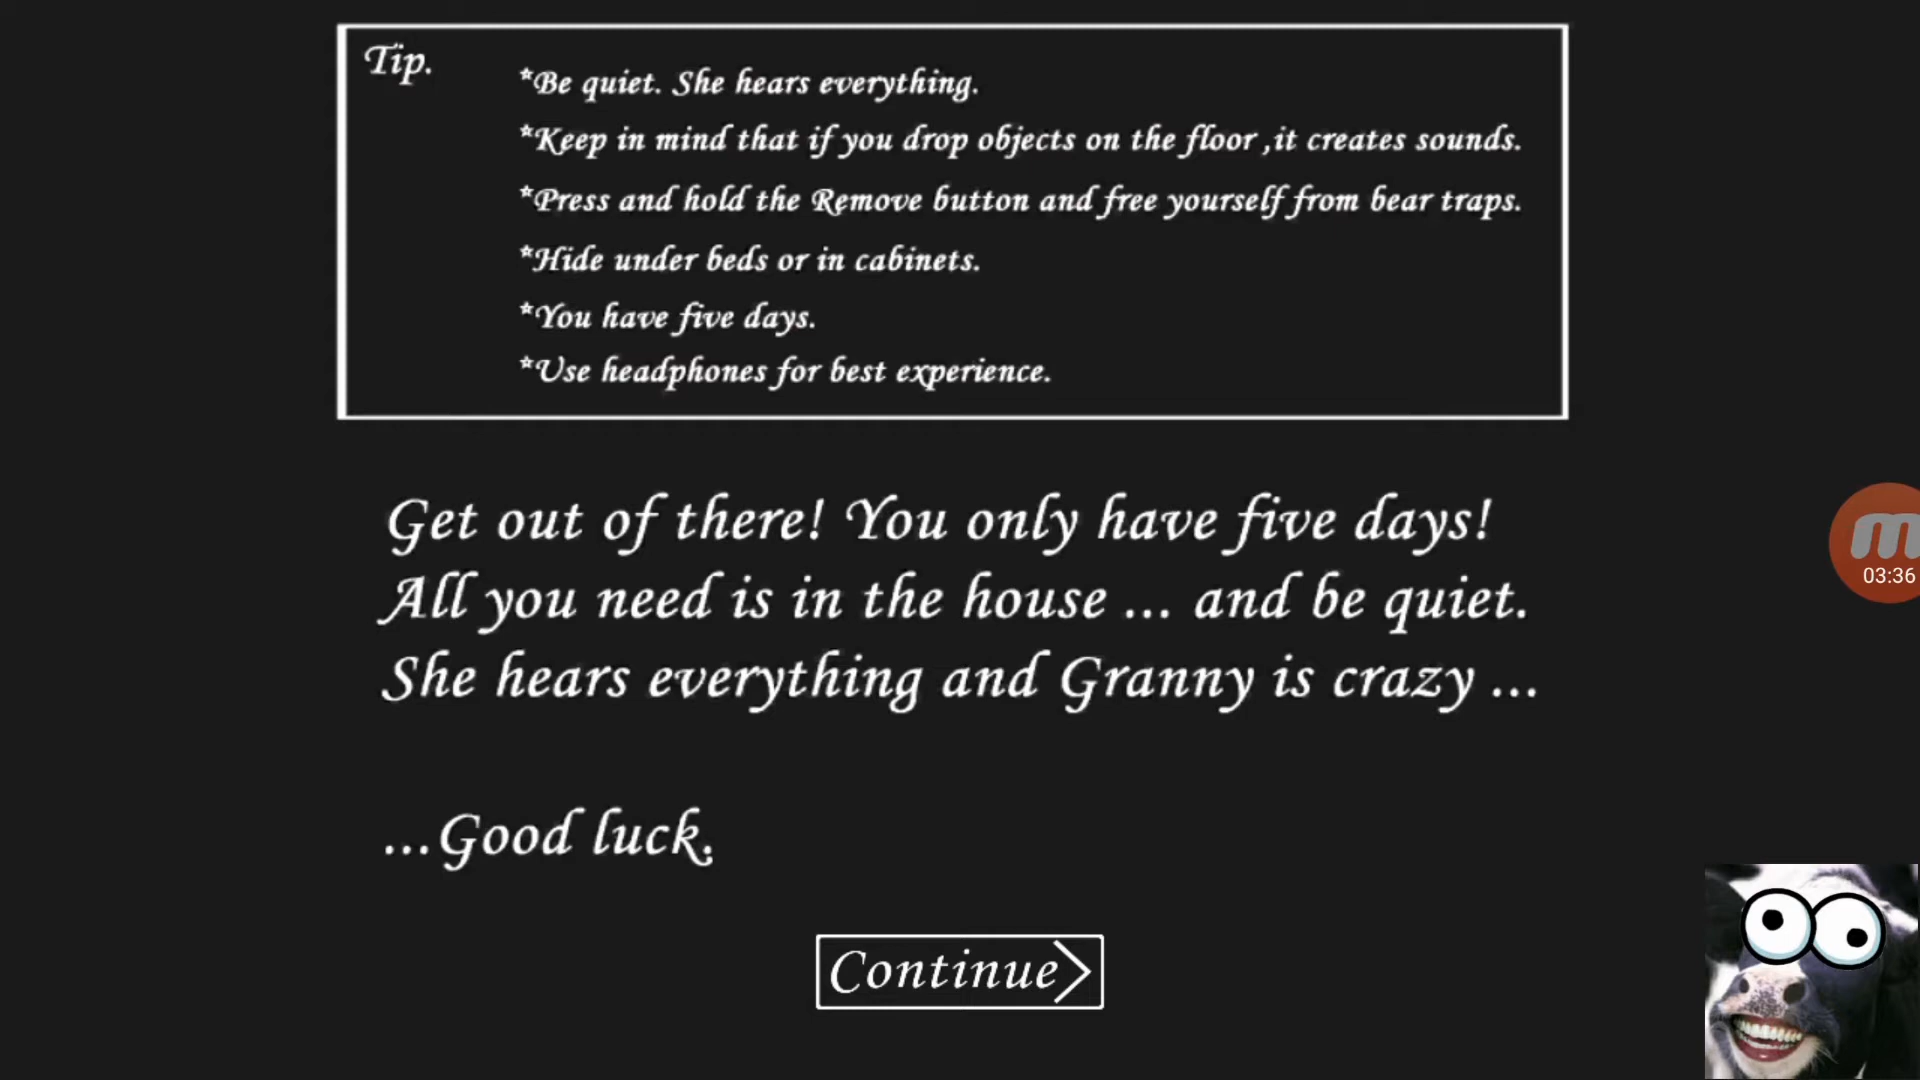 Tip.
*Be quiet. She hears everything.
*Keep in mind that if you drop objects on the floor ,it creates sounds.
*Press and hold the Remove button and free yourself from bear traps.
*Hide under beds or in cabinets.
*You have five days.
*Use headphones for best experience.
Get out of there! You only have five days!
All you need is in the house ... and be quiet.
She hears everything and Granny is crazy ...
...Good luck.
Continue>
m
03:36